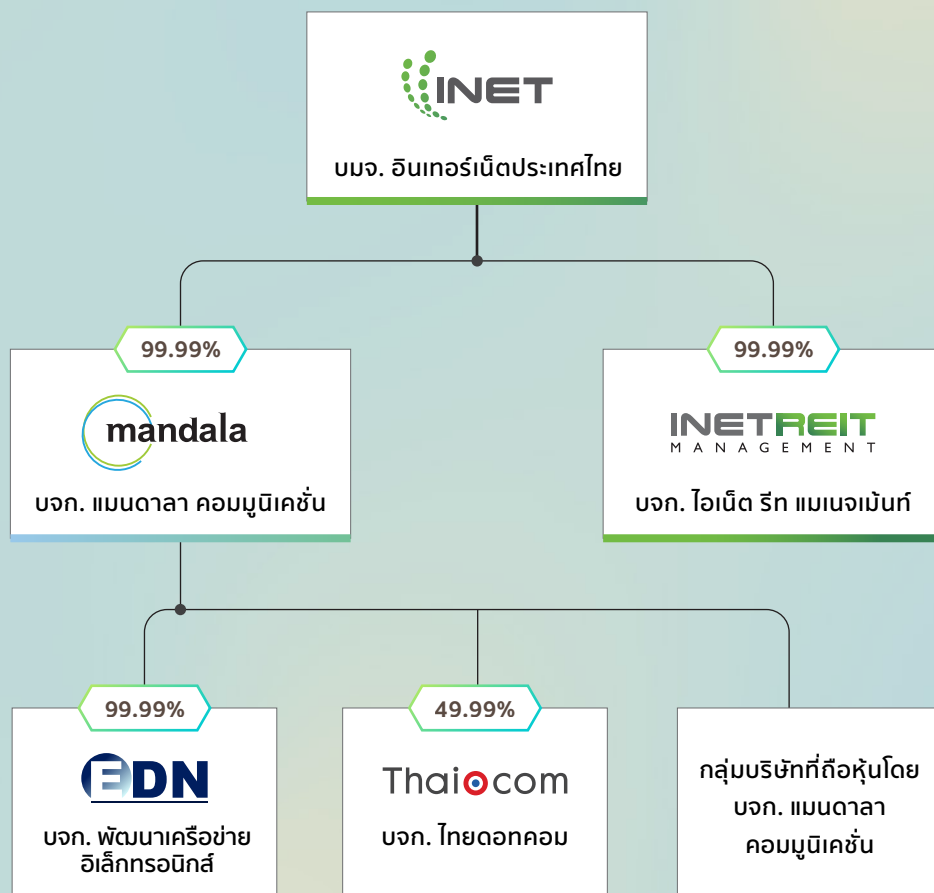 INET
บมจ. อินเทอร์เน็ตประเทศไทย
99.99%
99.99%
mandala
INETREIT
MANAGEMENT
บจก. แมนดาลา คอมมูนิเคชั่น
บจก. ไอเน็ต รีท แมเนจเม้นท์
99.99%
49.99%
EDN
บจก. พัฒนาเครือข่าย
อิเล็กทรอนิกส์
Thai.com
บจก. ไทยดอทคอม
กลุ่มบริษัทที่ถือหุ้นโดย
บจก. แมนดาลา
คอมมูนิเคชั่น